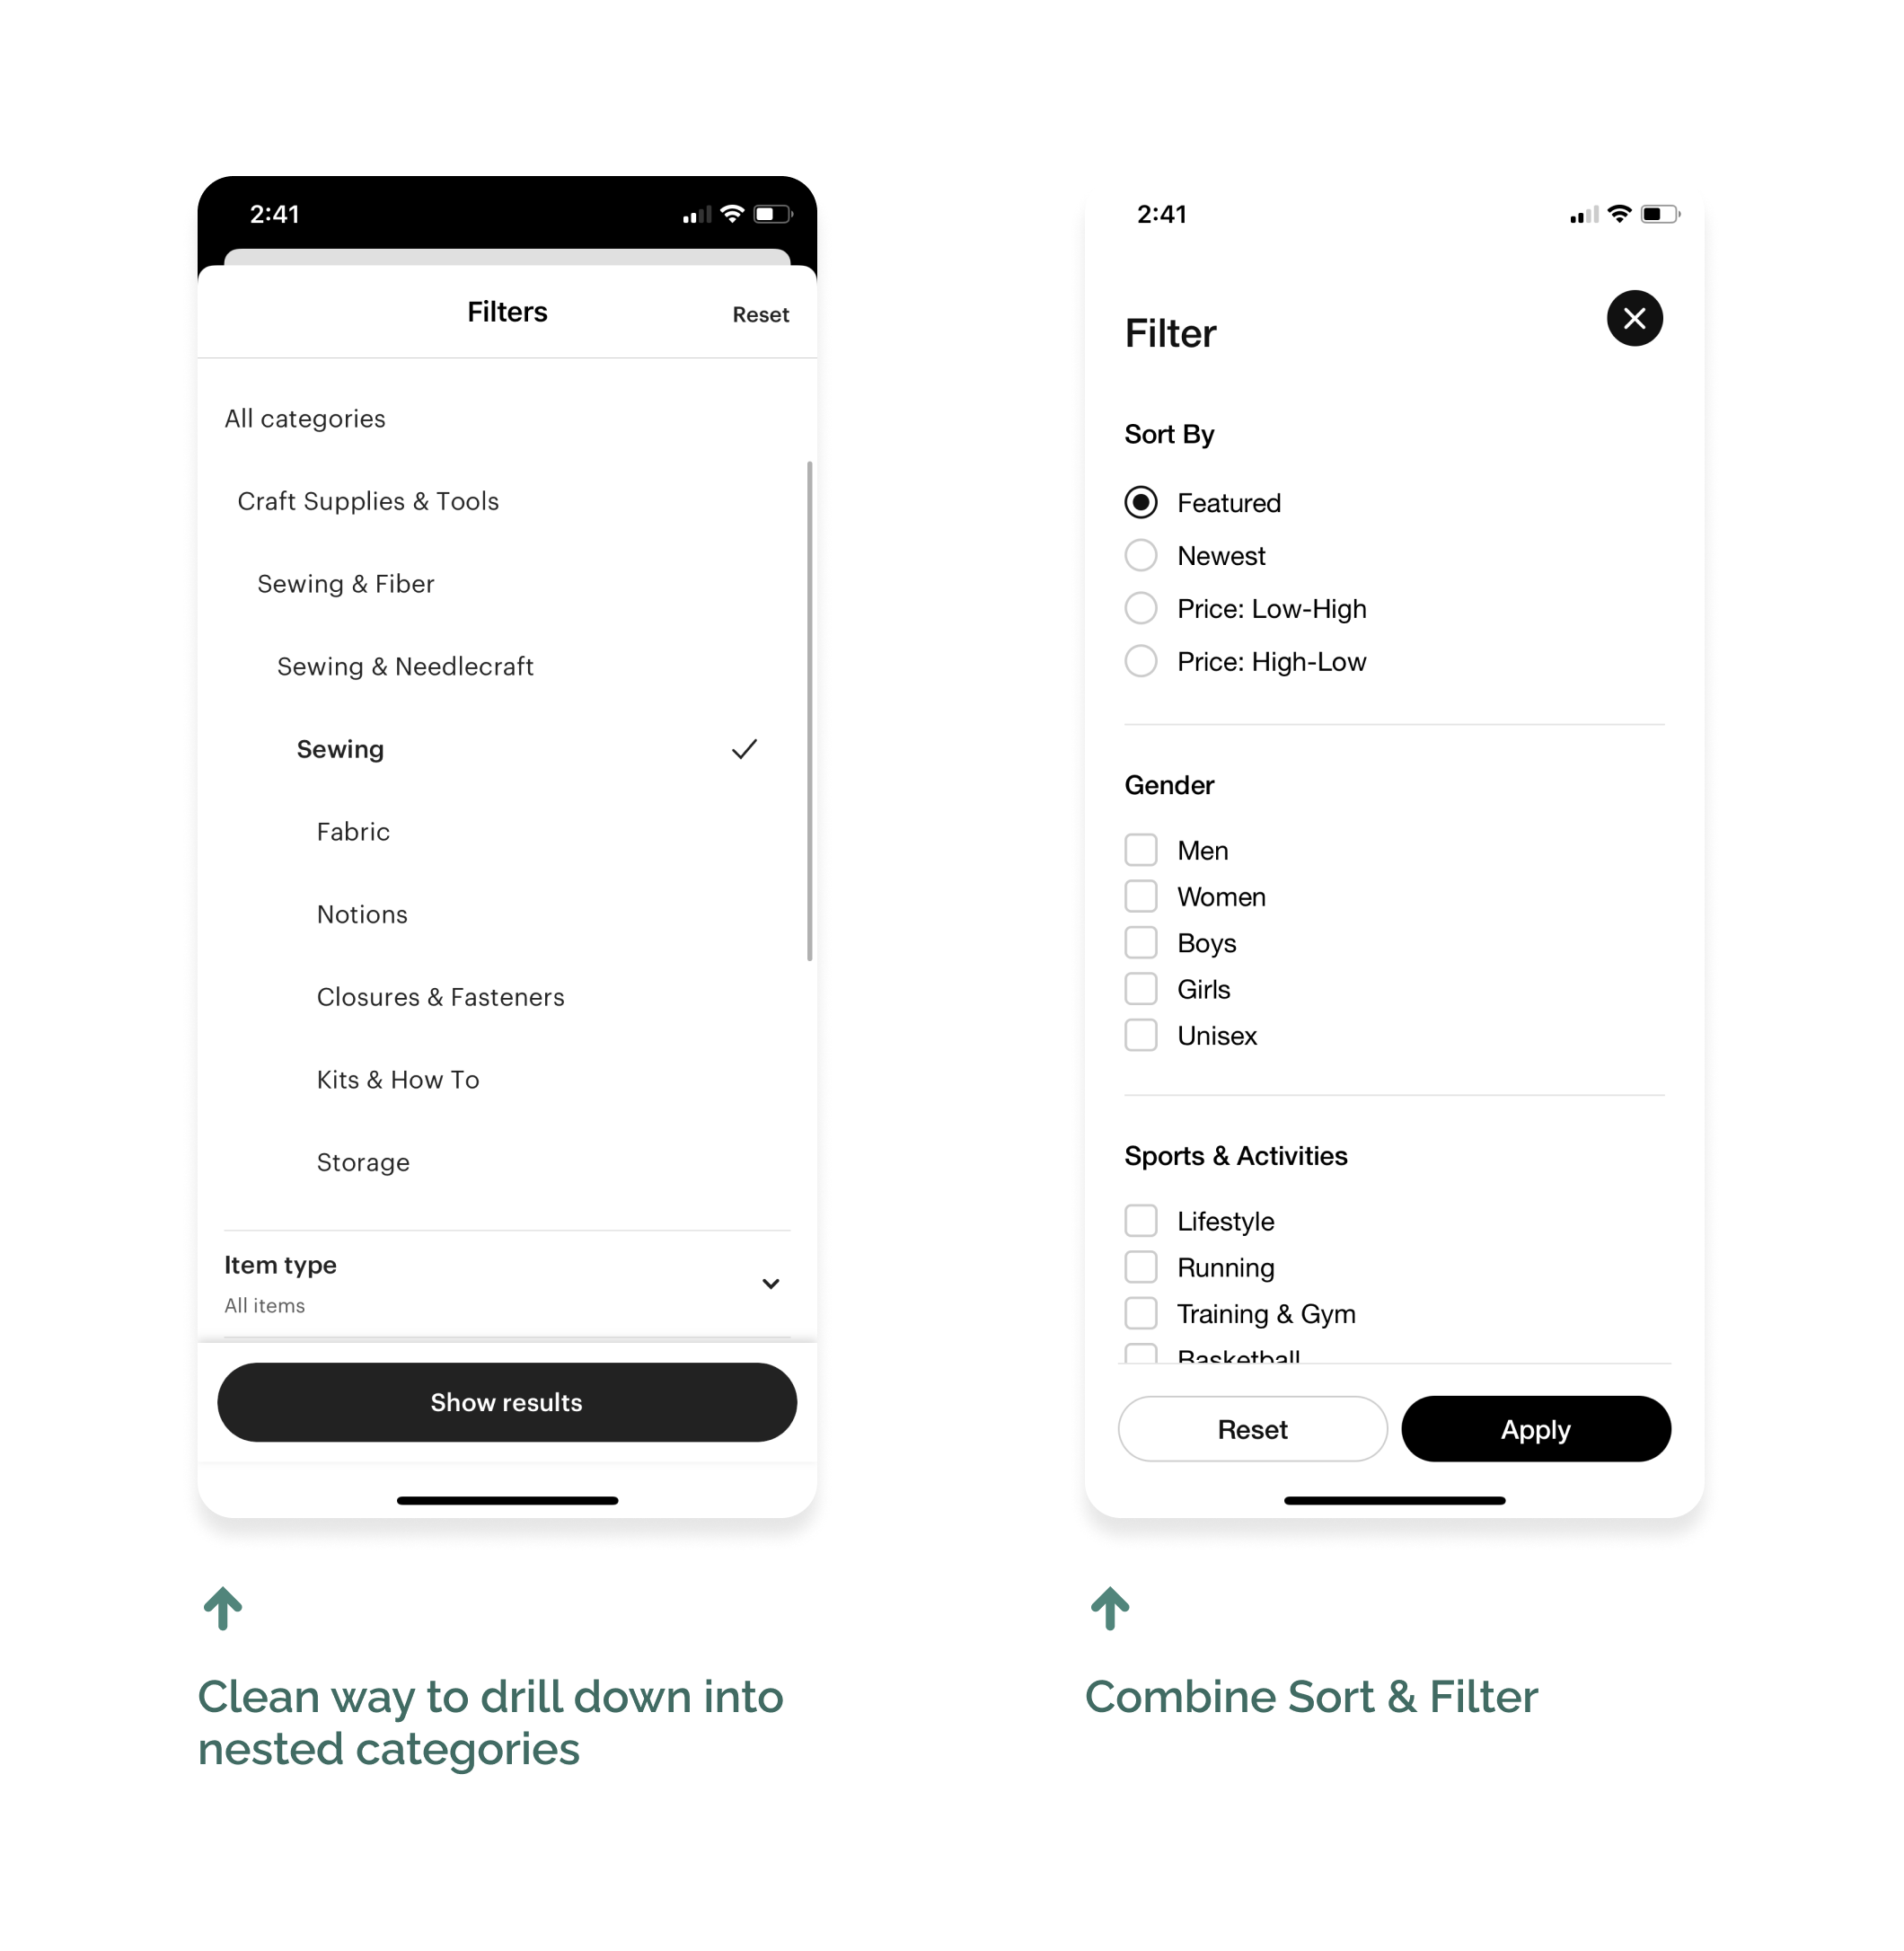 2:41
Filters
Reset
All categories
Craft Supplies & Tools
Sewing & Fiber
Sewing & Needlecraft
Sewing
Fabric
Notions
Closures & Fasteners
Kits & How To
Storage
Item type
All items
Show results
Clean way to drill down into
nested categories
2:41
Filter
Sort By
Featured
Newest
Price: Low-High
Price: High-Low
Gender
Men
Women
Boys
Girls
Unisex
Sports & Activities
Lifestyle
Running
Training & Gym
Basketball
Reset
Apply
Combine Sort & Filter